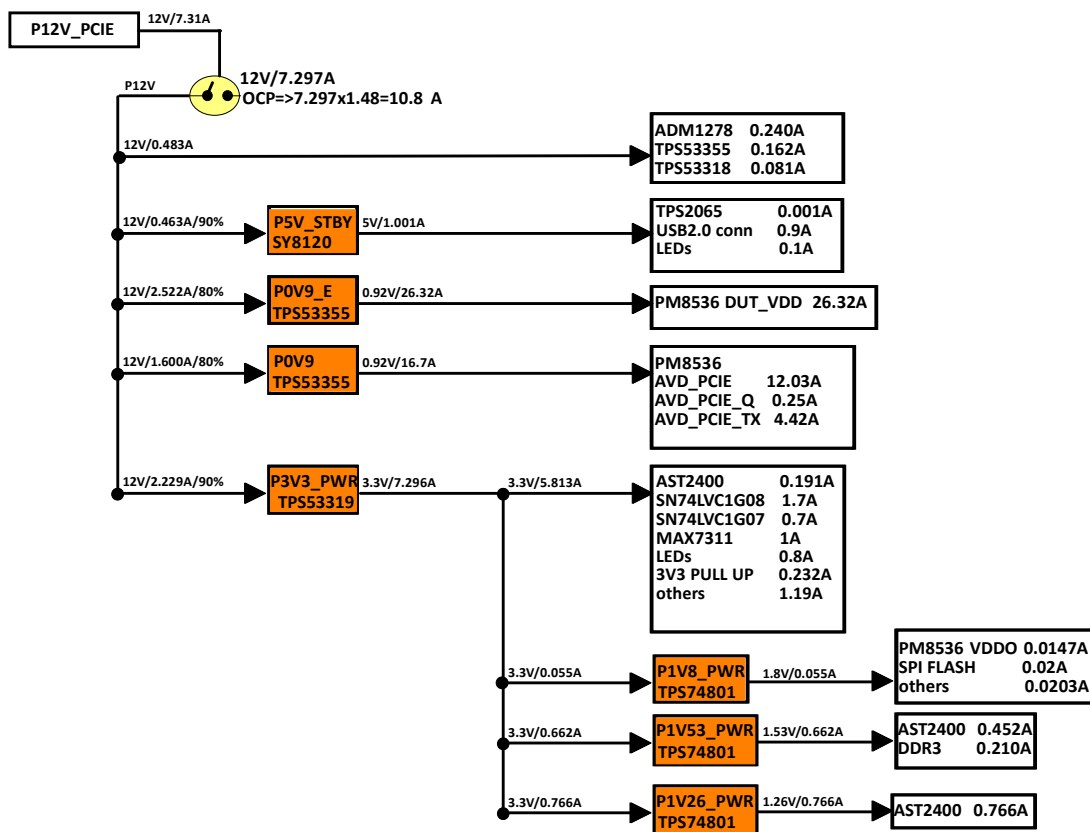 P12V_PCIE
12V/7.31A
P12V
12V/7.297A
OCP=>7.297x1.48=10.8 A
12V/0.483A
ADM1278 0.240A
TPS53355 0.162A
TPS53318 0.081A
12V/0.463A/90%
P5V_STBY
SY8120
5V/1.001A
TPS2065 0.001A
USB2.0 conn 0.9A
LEDs 0.1A
12V/2.522A/80%
P0V9_E
TPS53355
0.92V/26.32A
PM8536 DUT_VDD 26.32A
12V/1.600A/80%
P0V9
TPS53355
0.92V/16.7A
PM8536
AVD_PCIE 12.03A
AVD_PCIE_Q 0.25A
AVD_PCIE_TX 4.42A
12V/2.229A/90%
P3V3_PWR
TPS53319
3.3V/7.296A
3.3V/5.813A
AST2400 0.191A
SN74LVC1G08 1.7A
SN74LVC1G07 0.7A
MAX7311 1A
LEDs 0.8A
3V3 PULL UP 0.232A
others 1.19A
3.3V/0.055A
P1V8_PWR
TPS74801
1.8V/0.055A
PM8536 VDDO 0.0147A
SPI FLASH 0.02A
others 0.0203A
3.3V/0.662A
P1V53_PWR
TPS74801
1.53V/0.662A
AST2400 0.452A
DDR3 0.210A
3.3V/0.766A
P1V26_PWR
TPS74801
1.26V/0.766A
AST2400 0.766A